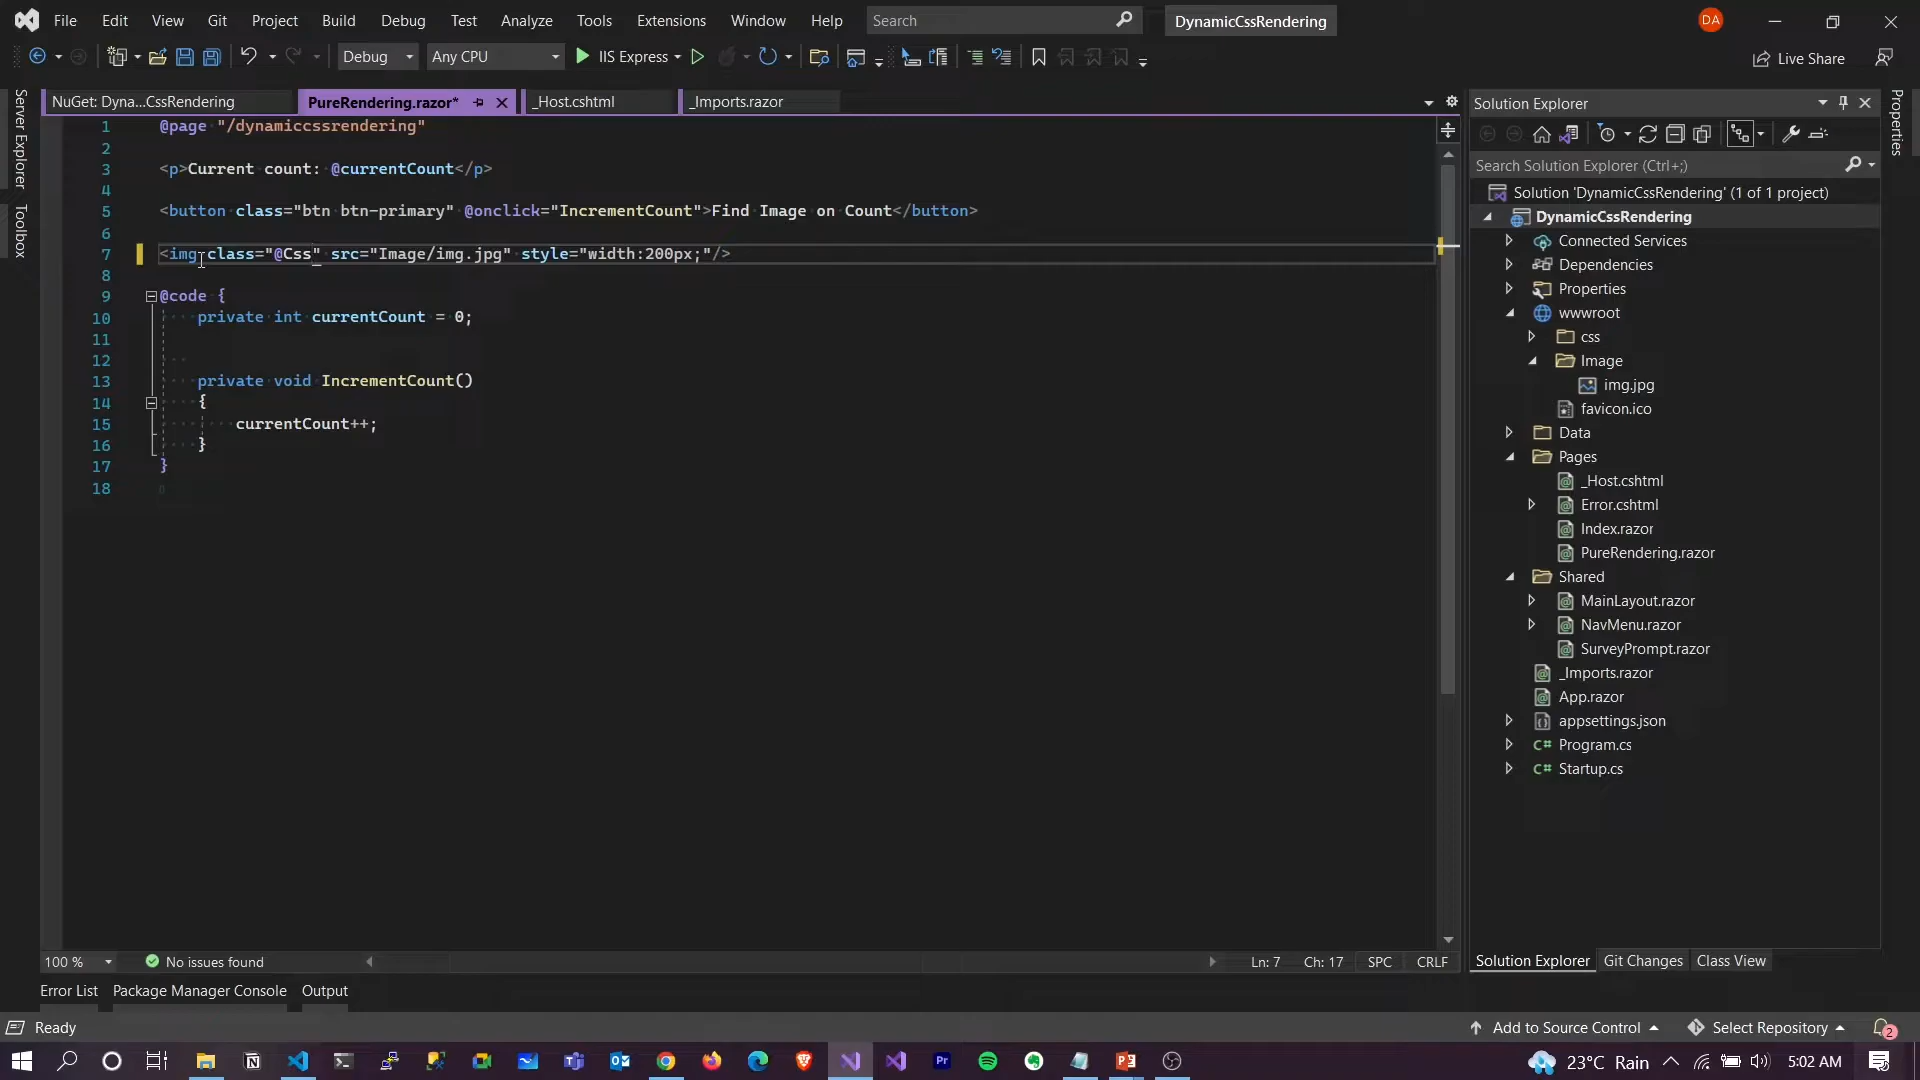 File Edit View Git Project Build Debug Test Analyze Tools Extensions Window Help Search DynamicCssRendering DA
Debug Any CPU IIS Express Live Share
Server Explorer
Toolbox
NuGet: Dyna...CssRendering PureRendering.razor* _Host.cshtml _Imports.razor
1 @page "/dynamiccssrendering"
2
3 <p>Current count: @currentCount</p>
4
5 <button class="btn btn-primary" @onclick="IncrementCount">Find Image on Count</button>
6
7 <img class="@Css" src="Image/img.jpg" style="width:200px;"/>
8
9 @code {
10 private int currentCount = 0;
11
12
13 private void IncrementCount()
14 {
15 currentCount++;
16 }
17 }
18
100 % No issues found Ln: 7 Ch: 17 SPC CRLF
Error List Package Manager Console Output
Solution Explorer
Search Solution Explorer (Ctrl+;)
Solution 'DynamicCssRendering' (1 of 1 project)
DynamicCssRendering
Connected Services
Dependencies
Properties
wwwroot
css
Image
img.jpg
favicon.ico
Data
Pages
_Host.cshtml
Error.cshtml
Index.razor
PureRendering.razor
Shared
MainLayout.razor
NavMenu.razor
SurveyPrompt.razor
_Imports.razor
App.razor
appsettings.json
C# Program.cs
C# Startup.cs
Solution Explorer Git Changes Class View
Properties
Ready Add to Source Control Select Repository 2
Pr 23°C Rain 5:02 AM